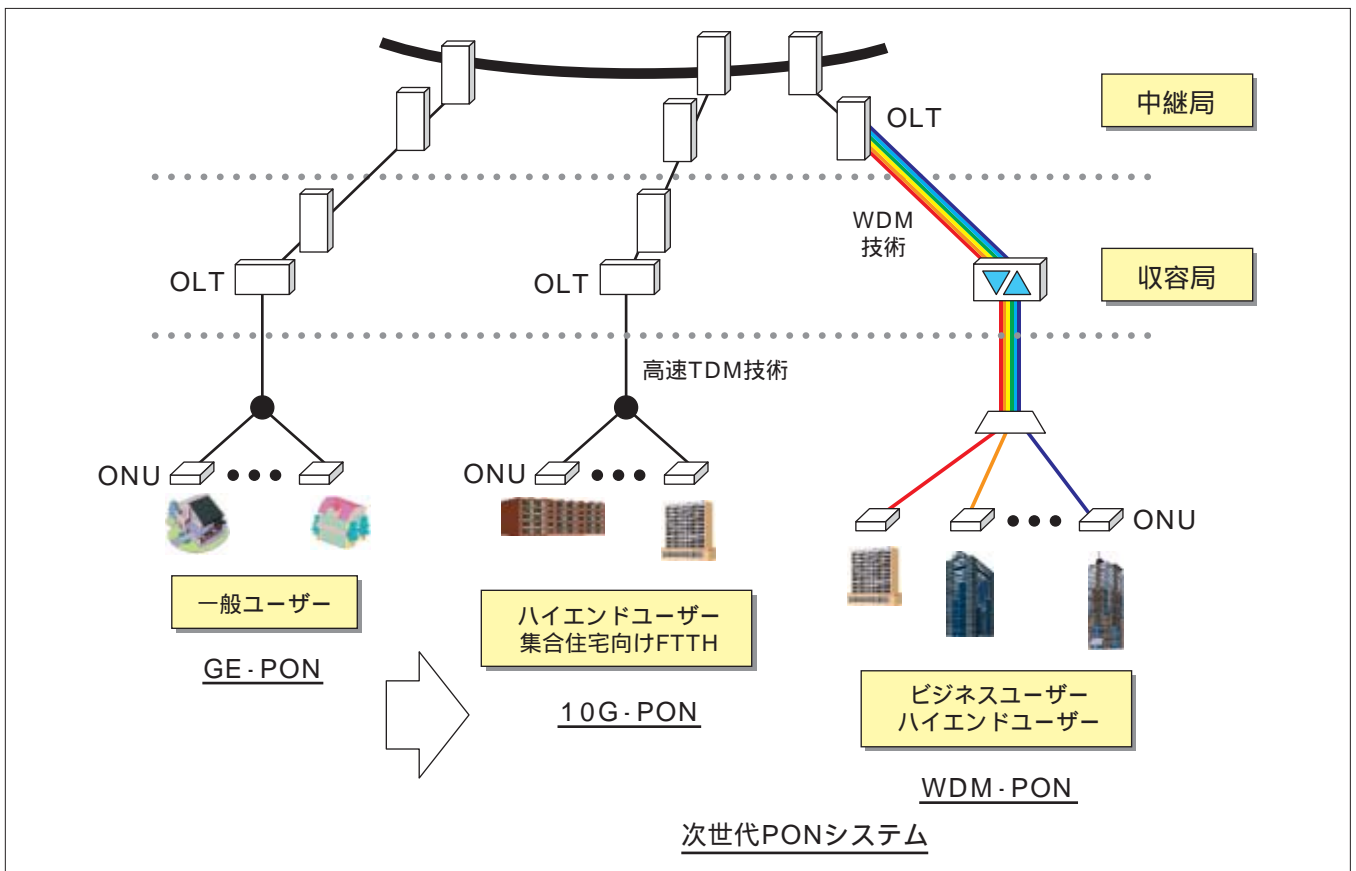 中継局
OLT
WDM
技術
収容局
OLT
OLT
高速TDM技術
ONU
ONU
ONU
一般ユーザー
GE-PON
ハイエンドユーザー
集合住宅向けFTTH
10G-PON
ビジネスユーザー
ハイエンドユーザー
WDM-PON
次世代PONシステム